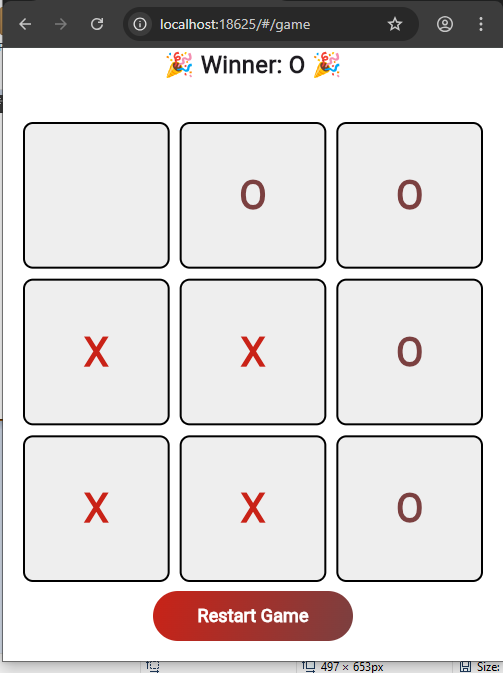 localhost:18625/#/game
🎉 Winner: O 🎉
O O
X X O
X X O
Restart Game
497 × 653px Size: